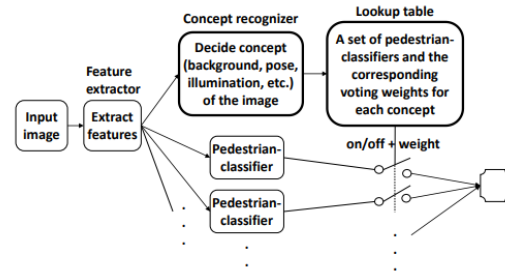 Concept recognizer
Lookup table
Decide concept
(background, pose,
illumination, etc.)
of the image
A set of pedestrian-
classifiers and the
corresponding
voting weights for
each concept
Feature
extractor
Input
image
Extract
features
on/off + weight
Pedestrian-
classifier
Pedestrian-
classifier